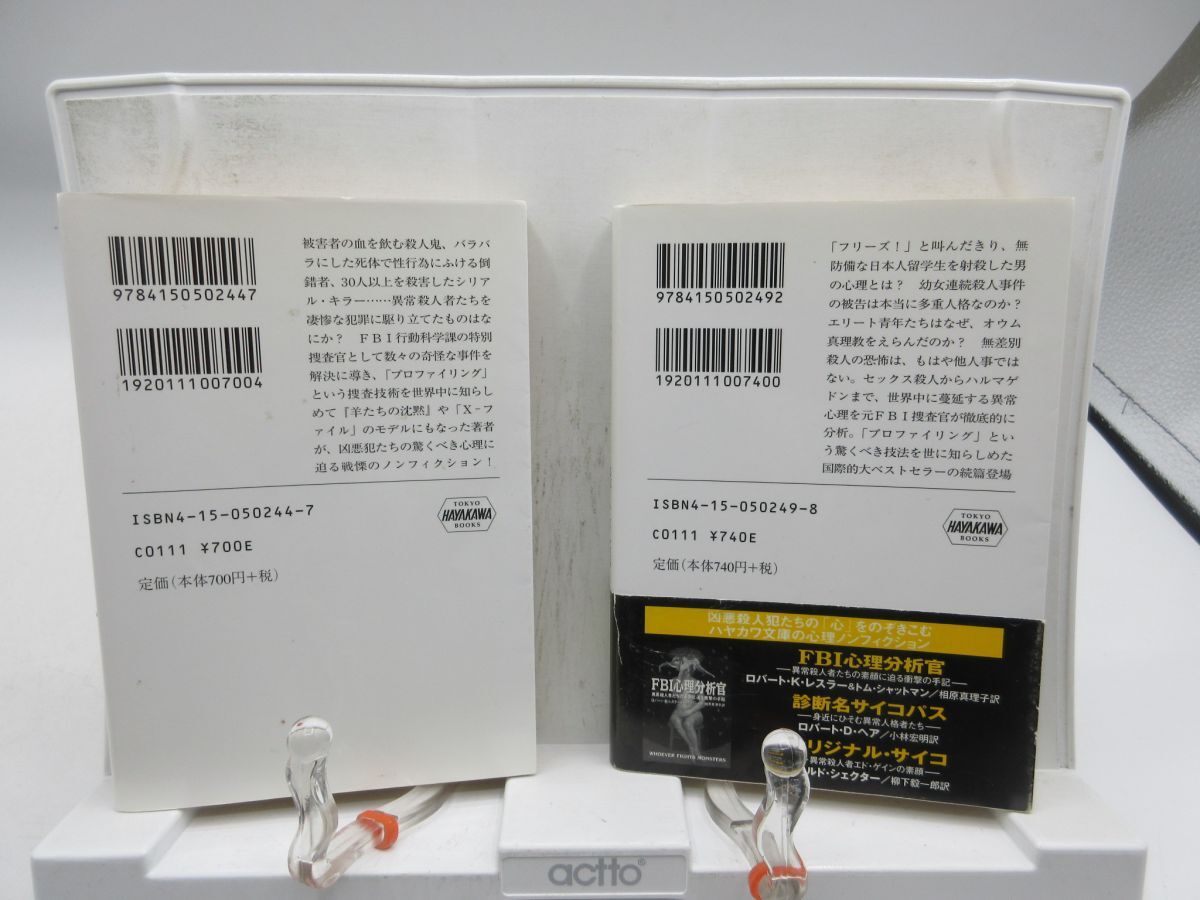 9784150502447
1920111007004
被害者の血を飲む殺人鬼、バラバ
ラにした死体で性行為にふける倒
錯者、30人以上を殺害したシリア
ル・キラー……異常殺人者たちを
凄惨な犯罪に駆り立てたものはな
にか? FBI行動科学課の特別
捜査官として数々の奇怪な事件を
解決に導き、「プロファイリング」
という捜査技術を世界中に知らし
めて『羊たちの沈黙』や「X-フ
ァイル」のモデルにもなった著者
が、凶悪犯たちの驚くべき心理に
迫る戦慄のノンフィクション!
ISBN4-15-050244-7
C0111 ¥700E
定価(本体700円+税)
TOKYO
HAYAKAWA
BOOKS
9784150502492
1920111007400
「フリーズ!」と叫んだきり、無
防備な日本人留学生を射殺した男
の心理とは? 幼女連続殺人事件
の被告は本当に多重人格なのか?
エリート青年たちはなぜ、オウム
真理教をえらんだのか? 無差別
殺人の恐怖は、もはや他人事では
ない。セックス殺人からハルマゲ
ドンまで、世界中に蔓延する異常
心理を元FBI捜査官が徹底的に
分析。「プロファイリング」とい
う驚くべき技法を世に知らしめた
国際的大ベストセラーの続篇登場
ISBN4-15-050249-8
C0111 ¥740E
定価(本体740円+税)
TOKYO
HAYAKAWA
BOOKS
凶悪殺人犯たちの「心」をのぞきこむ
ハヤカワ文庫の心理ノンフィクション
FBI心理分析官
―異常殺人者たちの素顔に迫る衝撃の手記―
ロバート・K・レスラー&トム・シャットマン/相原真理子訳
診断名サイコパス
―身近にひそむ異常人格者たち―
ロバート・D・ヘア/小林宏明訳
リジナル・サイコ
異常殺人者エド・ゲインの素顔―
ルド・シェクター/柳下毅一郎訳
FBI心理分析官
WHOEVER FIGHTS MONSTERS
actto